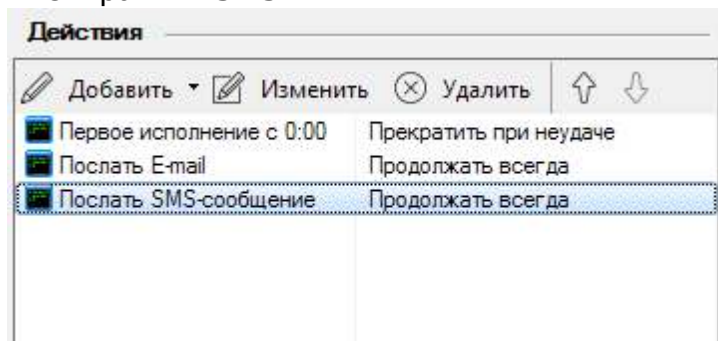 Действия
Добавить Изменить Удалить
Первое исполнение с 0:00 Прекратить при неудаче
Послать E-mail Продолжать всегда
Послать SMS-сообщение Продолжать всегда